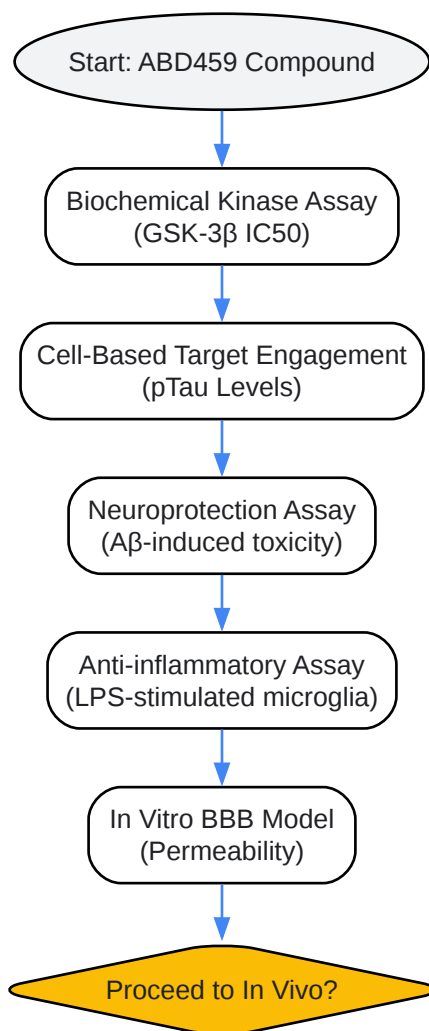 Start: ABD459 Compound
Biochemical Kinase Assay
(GSK-3β IC50)
Cell-Based Target Engagement
(pTau Levels)
Neuroprotection Assay
(Aβ-induced toxicity)
Anti-inflammatory Assay
(LPS-stimulated microglia)
In Vitro BBB Model
(Permeability)
Proceed to In Vivo?